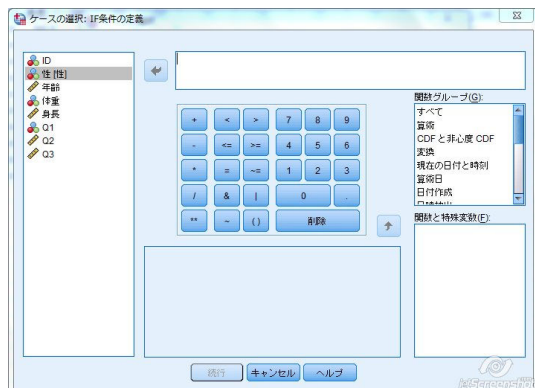 ケースの選択: IF条件の定義
ID
性 [性]
年齢
体重
身長
Q1
Q2
Q3
+ < > 7 8 9
- <= >= 4 5 6
* = ~= 1 2 3
/ & | 0 .
** ~ ( ) 削除
関数グループ(G):
すべて
算術
CDF と非心度 CDF
変換
現在の日付と時刻
算術日
日付作成
関数と特殊変数(F):
続行 キャンセル ヘルプ